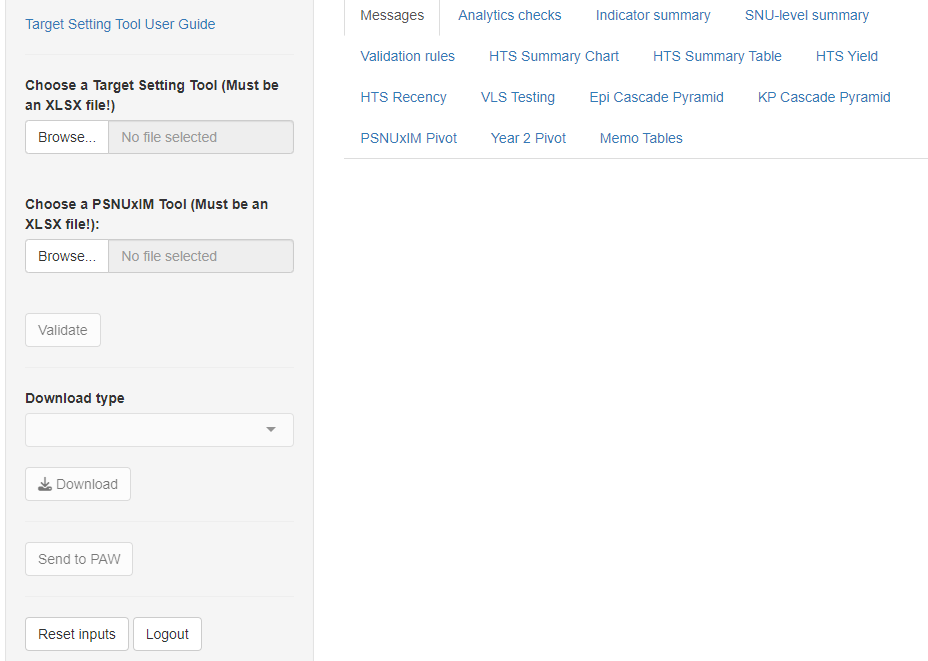 Target Setting Tool User Guide
Choose a Target Setting Tool (Must be
an XLSX file!)
Browse... No file selected
Choose a PSNUxIM Tool (Must be an
XLSX file!):
Browse... No file selected
Validate
Download type
Download
Send to PAW
Reset inputs Logout
Messages Analytics checks Indicator summary SNU-level summary
Validation rules HTS Summary Chart HTS Summary Table HTS Yield
HTS Recency VLS Testing Epi Cascade Pyramid KP Cascade Pyramid
PSNUxIM Pivot Year 2 Pivot Memo Tables